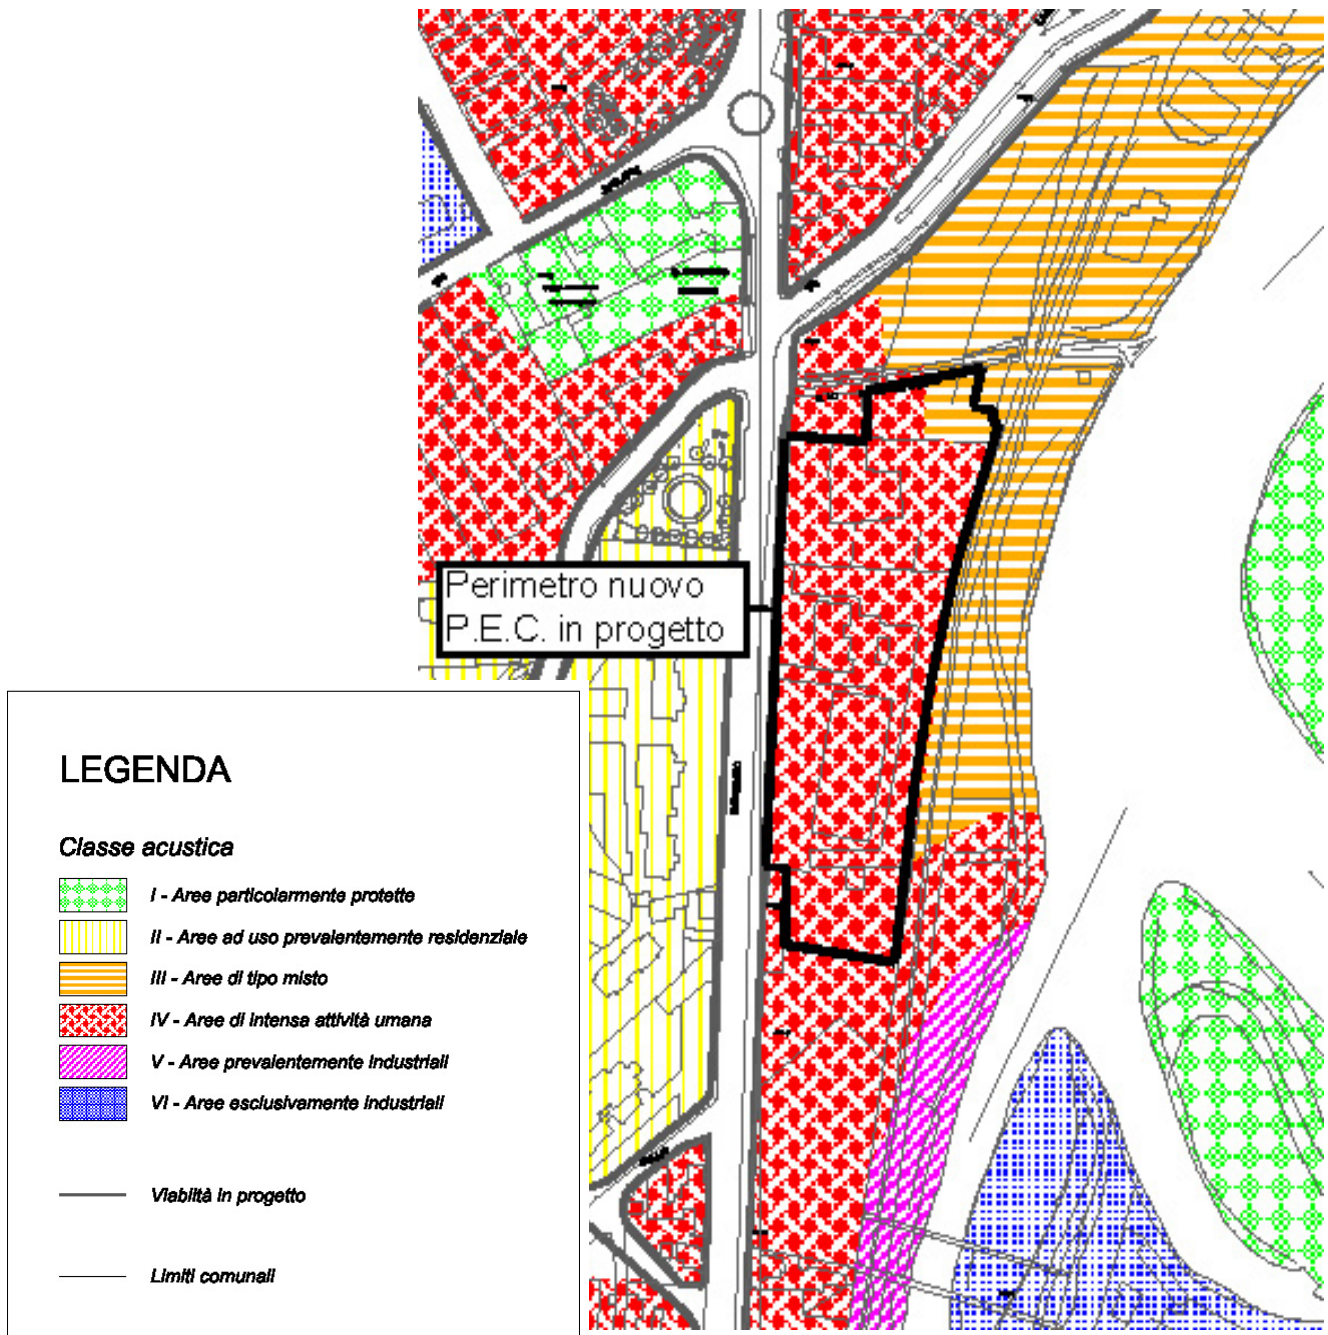 Perimetro nuovo
P.E.C. in progetto
LEGENDA
Classe acustica
I - Aree particolarmente protette
II - Aree ad uso prevalentemente residenziale
III - Aree di tipo misto
IV - Aree di intensa attività umana
V - Aree prevalentemente industriali
VI - Aree esclusivamente industriali
Viabiltà in progetto
Limiti comunali